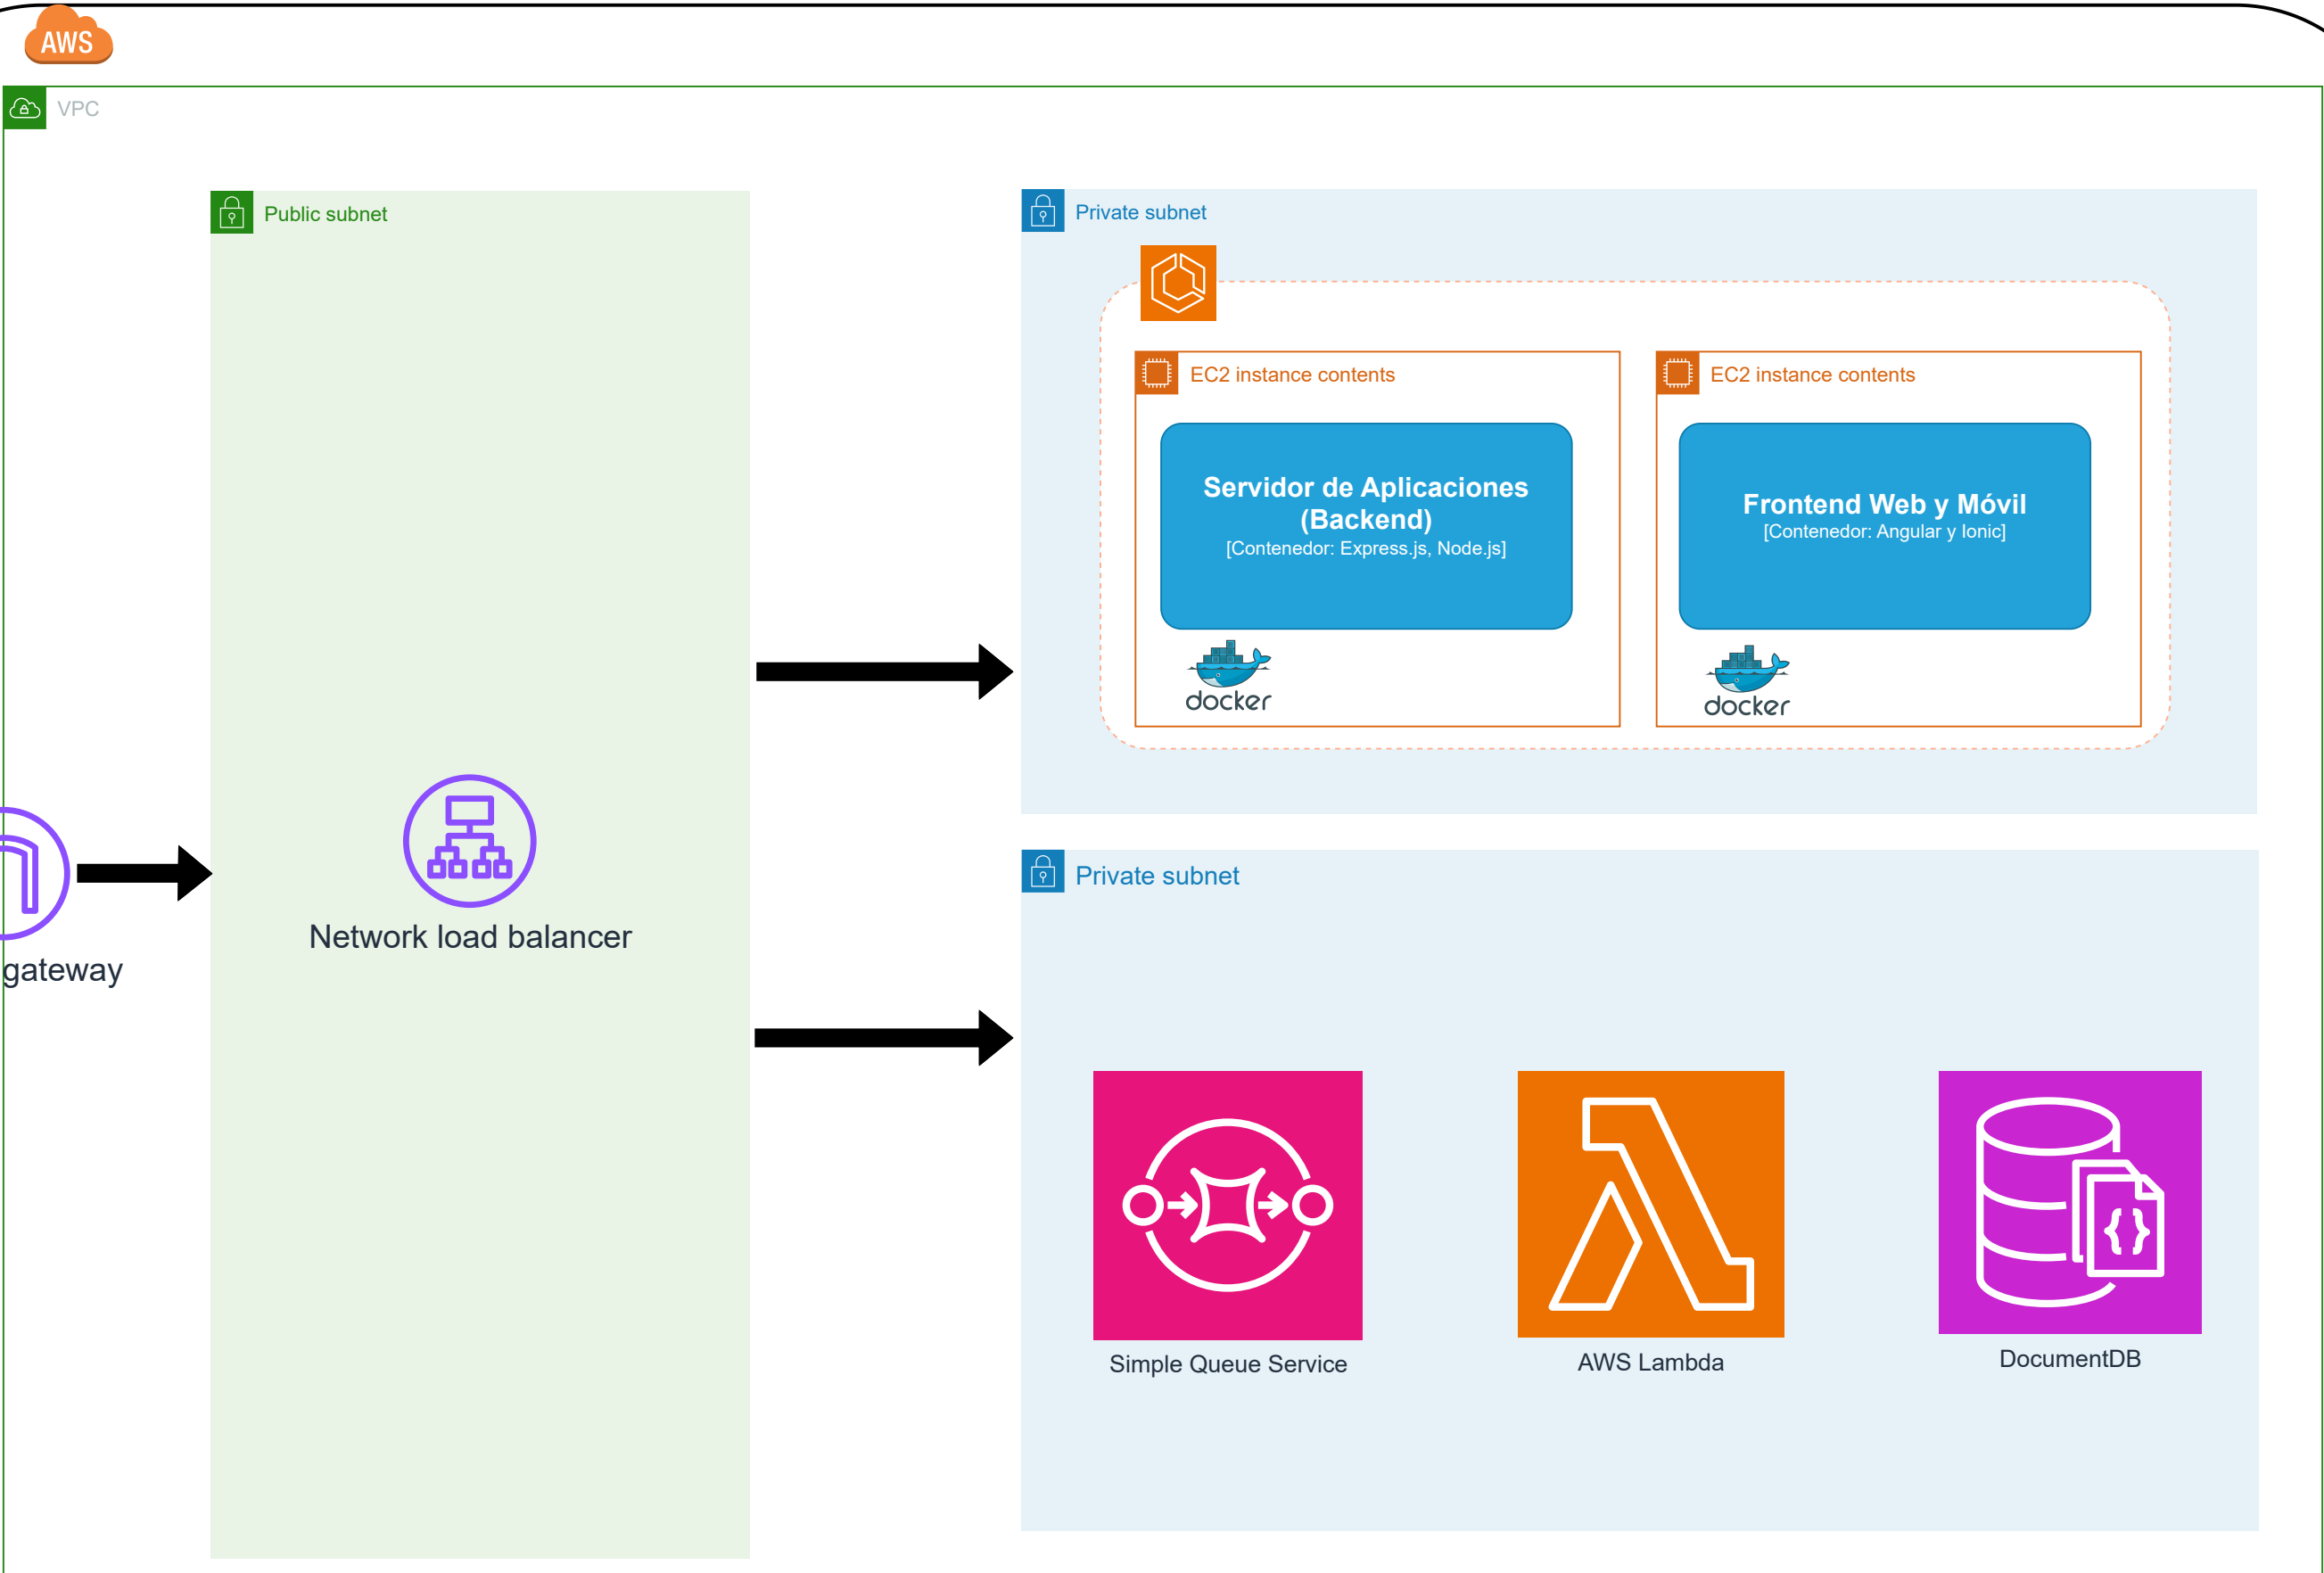 AWS
VPC
Public subnet
Private subnet
EC2 instance contents
EC2 instance contents
Servidor de Aplicaciones
(Backend)
[Contenedor: Express.js, Node.js]
Frontend Web y Móvil
[Contenedor: Angular y Ionic]
docker
docker
Network load balancer
gateway
Private subnet
Simple Queue Service
AWS Lambda
DocumentDB